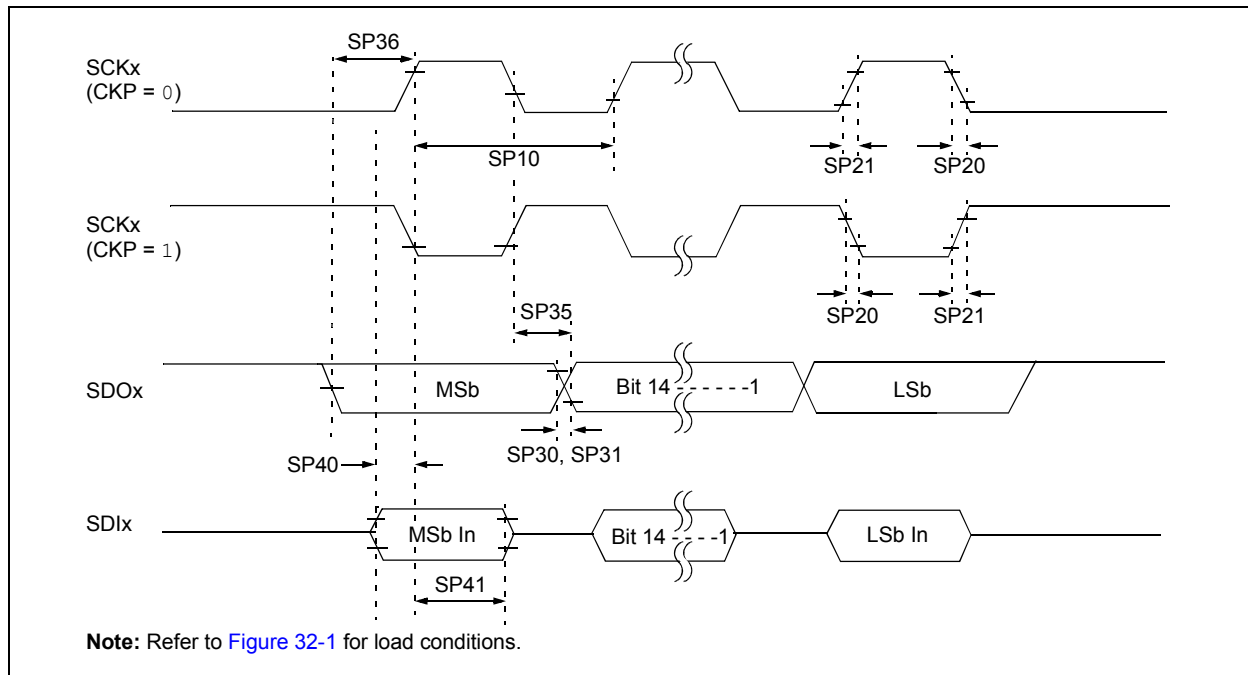 SP36
SCKx
(CKP = 0)
SP10
SP21
SP20
SCKx
(CKP = 1)
SP35
SP20
SP21
SDOx
MSb
Bit 14 - - - - - -1
LSb
SP40
SP30, SP31
SDIx
MSb In
Bit 14 - - - -1
LSb In
SP41
Note: Refer to Figure 32-1 for load conditions.